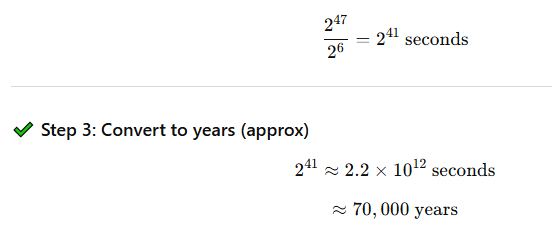 2^47 / 2^6 = 2^41 seconds
✔ Step 3: Convert to years (approx)
2^41 ≈ 2.2 × 10^12 seconds
≈ 70,000 years